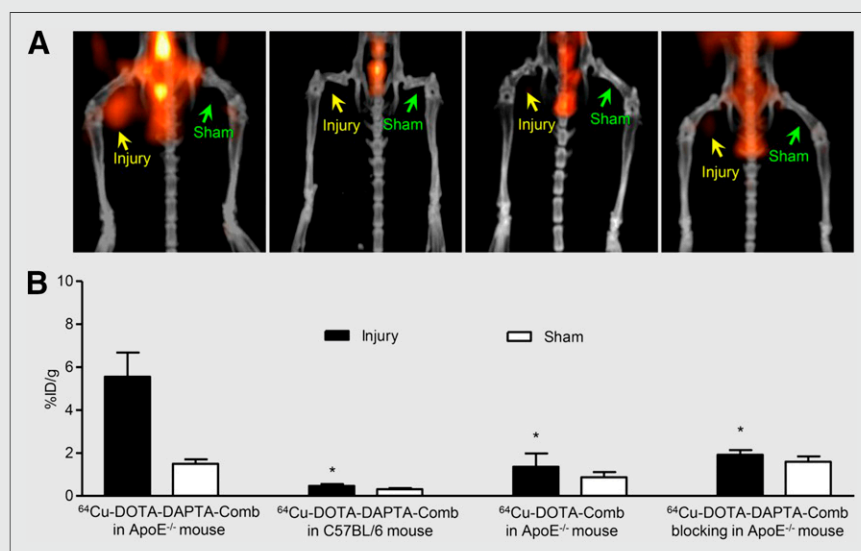 A
Injury
Sham
Injury
Sham
Injury
Sham
Injury
Sham
B
10
8
6
4
2
0
%ID/g
Injury
Sham
*
*
*
⁶⁴Cu-DOTA-DAPTA-Comb
in ApoE⁻/⁻ mouse
⁶⁴Cu-DOTA-DAPTA-Comb
in C57BL/6 mouse
⁶⁴Cu-DOTA-Comb
in ApoE⁻/⁻ mouse
⁶⁴Cu-DOTA-DAPTA-Comb
blocking in ApoE⁻/⁻ mouse